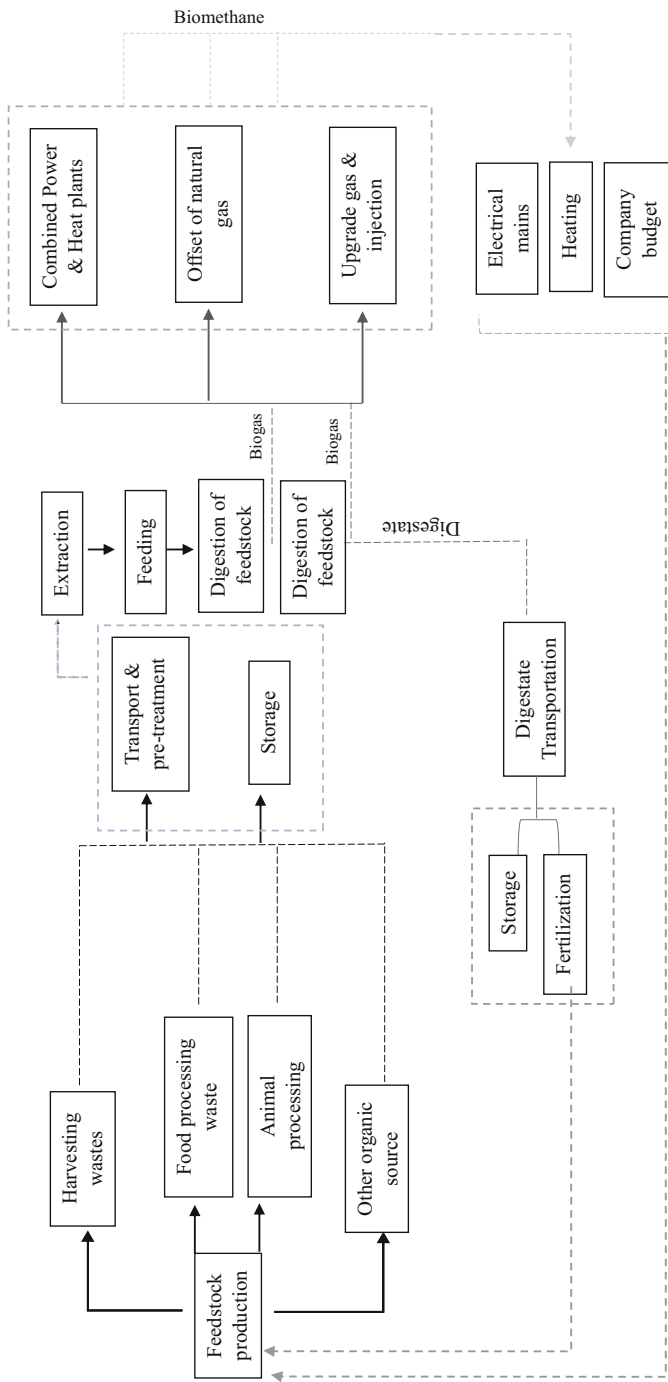 Feedstock
production
Harvesting
wastes
Food processing
waste
Animal
processing
Other organic
source
Transport &
pre-treatment
Storage
Extraction
Feeding
Digestion of
feedstock
Digestion of
feedstock
Biogas
Biogas
Digestate
Combined Power
& Heat plants
Offset of natural
gas
Upgrade gas &
injection
Biomethane
Electrical
mains
Heating
Company
budget
Digestate
Transportation
Storage
Fertilization